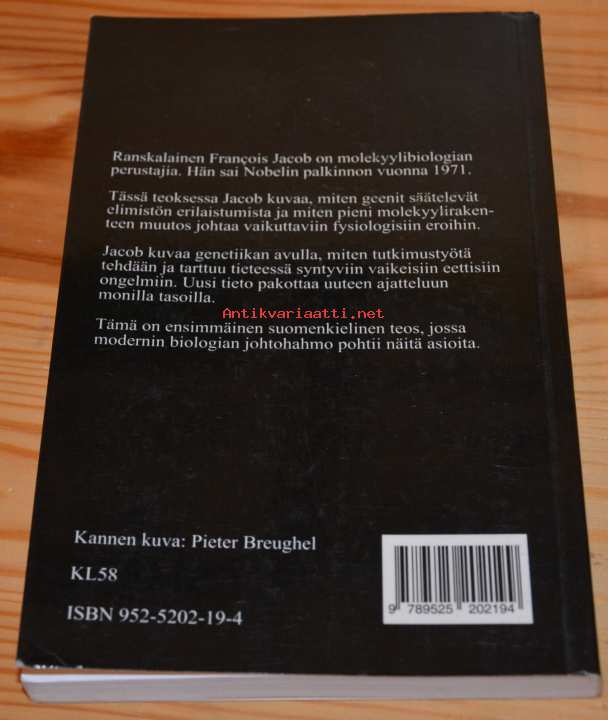 Ranskalainen François Jacob on molekyylibiologian
perustajia. Hän sai Nobelin palkinnon vuonna 1971.
Tässä teoksessa Jacob kuvaa, miten geenit säätelevät
elimistön erilaistumista ja miten pieni molekyyliraken-
teen muutos johtaa vaikuttaviin fysiologisiin eroihin.
Jacob kuvaa genetiikan avulla, miten tutkimustyötä
tehdään ja tarttuu tieteessä syntyviin vaikeisiin eettisiin
ongelmiin. Uusi tieto pakottaa uuteen ajatteluun
monilla tasoilla.
Antikvariaatti.net
Tämä on ensimmäinen suomenkielinen teos, jossa
modernin biologian johtohahmo pohtii näitä asioita.
Kannen kuva: Pieter Breughel
KL58
ISBN 952-5202-19-4
9 789525 202194